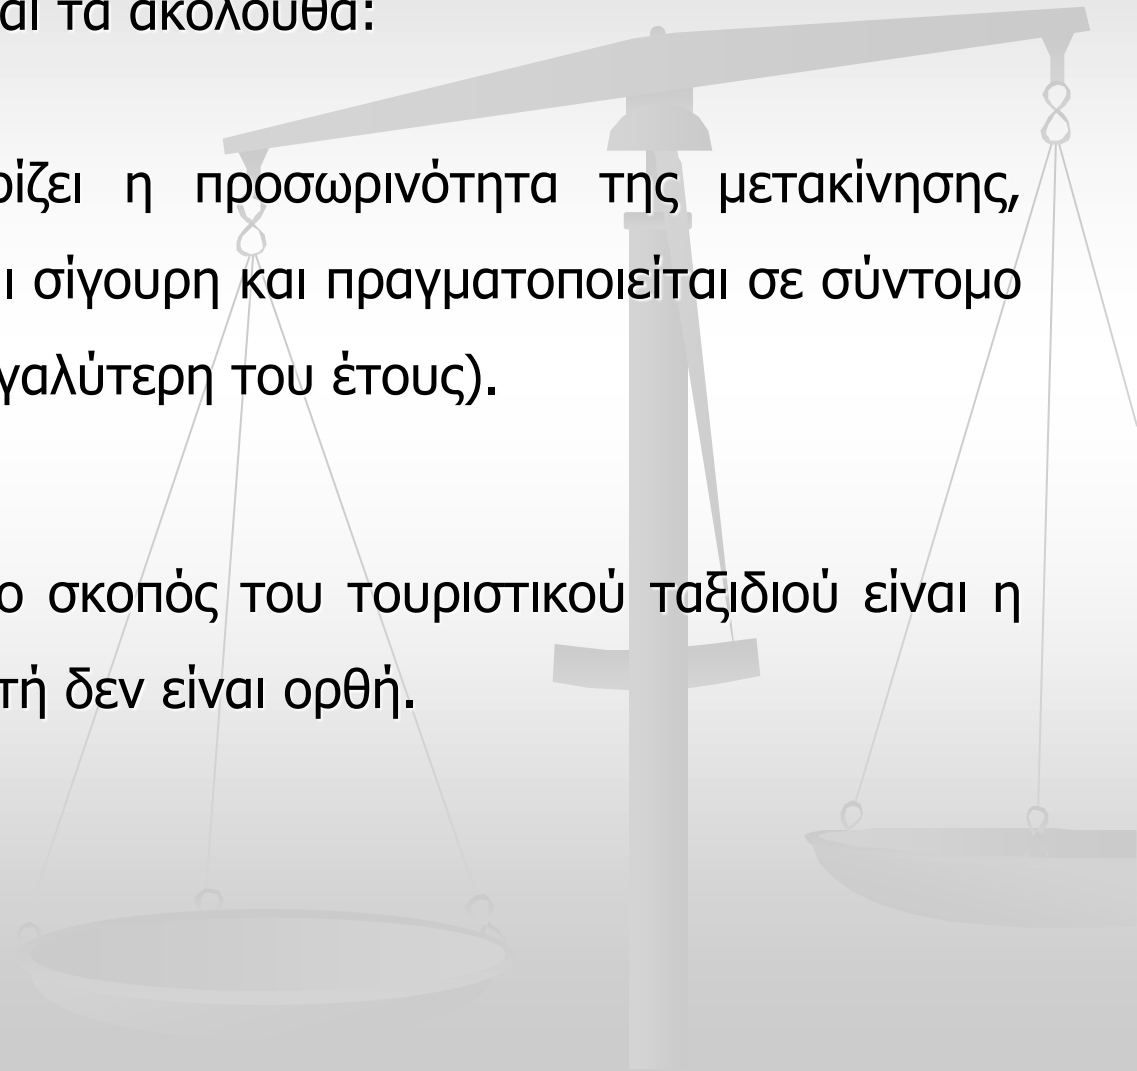 αι τα ακόλουθα:
ρίζει η προσωρινότητα της μετακίνησης,
ι σίγουρη και πραγματοποιείται σε σύντομο
γαλύτερη του έτους).
ο σκοπός του τουριστικού ταξιδιού είναι η
τή δεν είναι ορθή.